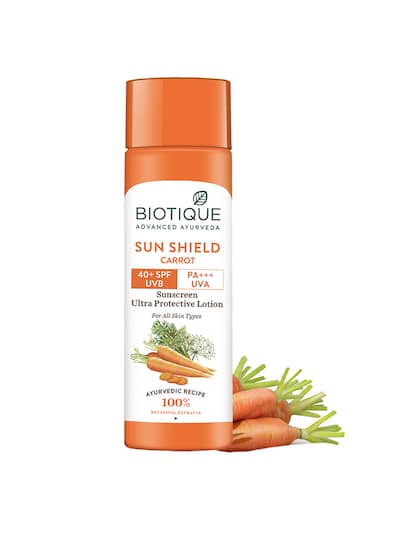 BIOTIQUE
ADVANCED AYURVEDA
SUN SHIELD
CARROT
40+ SPF PA+++
UVB UVA
Sunscreen
Ultra Protective Lotion
For All Skin Types
AYURVEDIC RECIPE
100%
BOTANICAL EXTRACTS